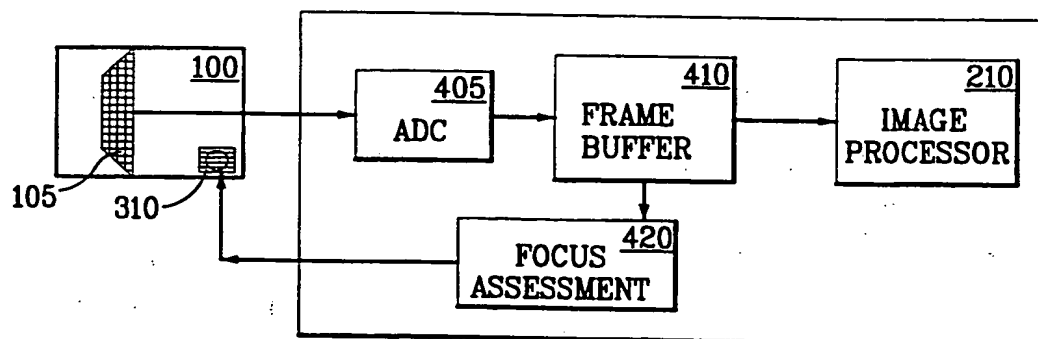 100
405
ADC
410
FRAME
BUFFER
210
IMAGE
PROCESSOR
105
310
420
FOCUS
ASSESSMENT